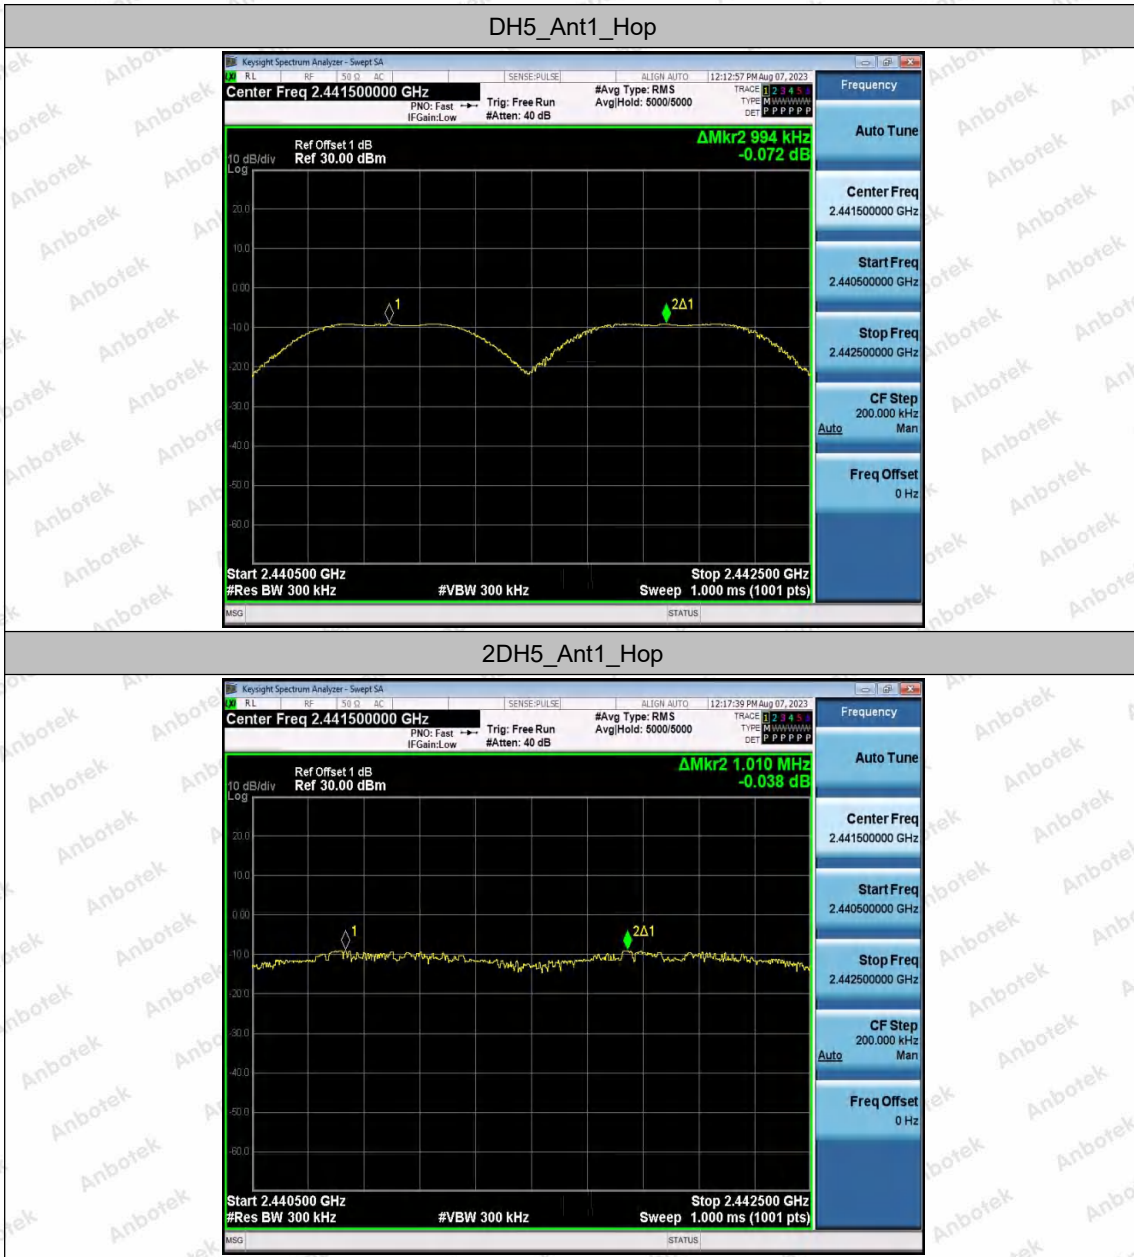 DH5_Ant1_Hop
Keysight Spectrum Analyzer - Swept SA
RL RF 50 Ω AC SENSE:PULSE ALIGN AUTO 12:12:57 PM Aug 07, 2023
Center Freq 2.441500000 GHz
PNO: Fast
IFGain:Low
Trig: Free Run
#Atten: 40 dB
#Avg Type: RMS
Avg|Hold: 5000/5000
TRACE 1 2 3 4 5 6
TYPE M WWWWW
DET P P P P P P
Frequency
ΔMkr2 994 kHz
-0.072 dB
Ref Offset 1 dB
10 dB/div Ref 30.00 dBm
Log
20.0
10.0
0.00
-10.0
-20.0
-30.0
-40.0
-50.0
-60.0
1
2Δ1
Start 2.440500 GHz
Stop 2.442500 GHz
#Res BW 300 kHz
#VBW 300 kHz
Sweep 1.000 ms (1001 pts)
MSG
STATUS
Auto Tune
Center Freq
2.441500000 GHz
Start Freq
2.440500000 GHz
Stop Freq
2.442500000 GHz
CF Step
200.000 kHz
Auto Man
Freq Offset
0 Hz
2DH5_Ant1_Hop
Keysight Spectrum Analyzer - Swept SA
RL RF 50 Ω AC SENSE:PULSE ALIGN AUTO 12:17:39 PM Aug 07, 2023
Center Freq 2.441500000 GHz
PNO: Fast
IFGain:Low
Trig: Free Run
#Atten: 40 dB
#Avg Type: RMS
Avg|Hold: 5000/5000
TRACE 1 2 3 4 5 6
TYPE M WWWWW
DET P P P P P P
Frequency
ΔMkr2 1.010 MHz
-0.038 dB
Ref Offset 1 dB
10 dB/div Ref 30.00 dBm
Log
20.0
10.0
0.00
-10.0
-20.0
-30.0
-40.0
-50.0
-60.0
1
2Δ1
Start 2.440500 GHz
Stop 2.442500 GHz
#Res BW 300 kHz
#VBW 300 kHz
Sweep 1.000 ms (1001 pts)
MSG
STATUS
Auto Tune
Center Freq
2.441500000 GHz
Start Freq
2.440500000 GHz
Stop Freq
2.442500000 GHz
CF Step
200.000 kHz
Auto Man
Freq Offset
0 Hz
Anbotek